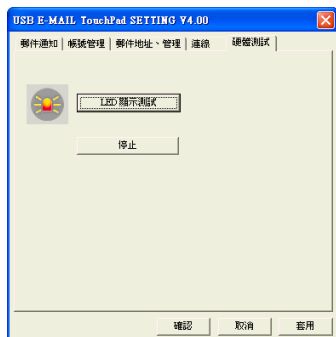 USB E-MAIL TouchPad SETTING V4.00
郵件通知 帳號管理 郵件地址、管理 連線 硬體測試
LED 顯示測試
停止
確認 取消 套用